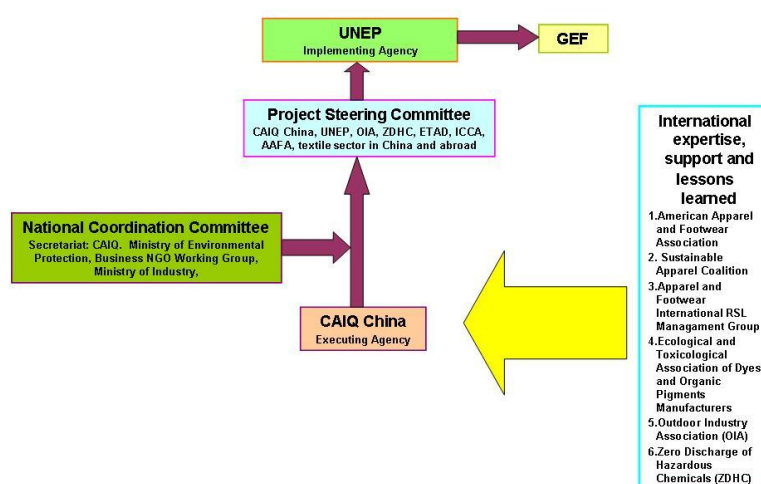 UNEP
Implementing Agency
GEF
Project Steering Committee
CAIQ China, UNEP, OIA, ZDHC, ETAD, ICCA,
AAFA, textile sector in China and abroad
National Coordination Committee
Secretariat: CAIQ.  Ministry of Environmental
Protection, Business NGO Working Group,
Ministry of Industry,
CAIQ China
Executing Agency
International
expertise,
support and
lessons
learned
1.American Apparel
and Footwear
Association
2. Sustainable
Apparel Coalition
3.Apparel and
Footwear
International RSL
Managament Group
4.Ecological and
Toxicological
Association of Dyes
and Organic
Pigments
Manufacturers
5.Outdoor Industry
Association (OIA)
6.Zero Discharge of
Hazardous
Chemicals (ZDHC)